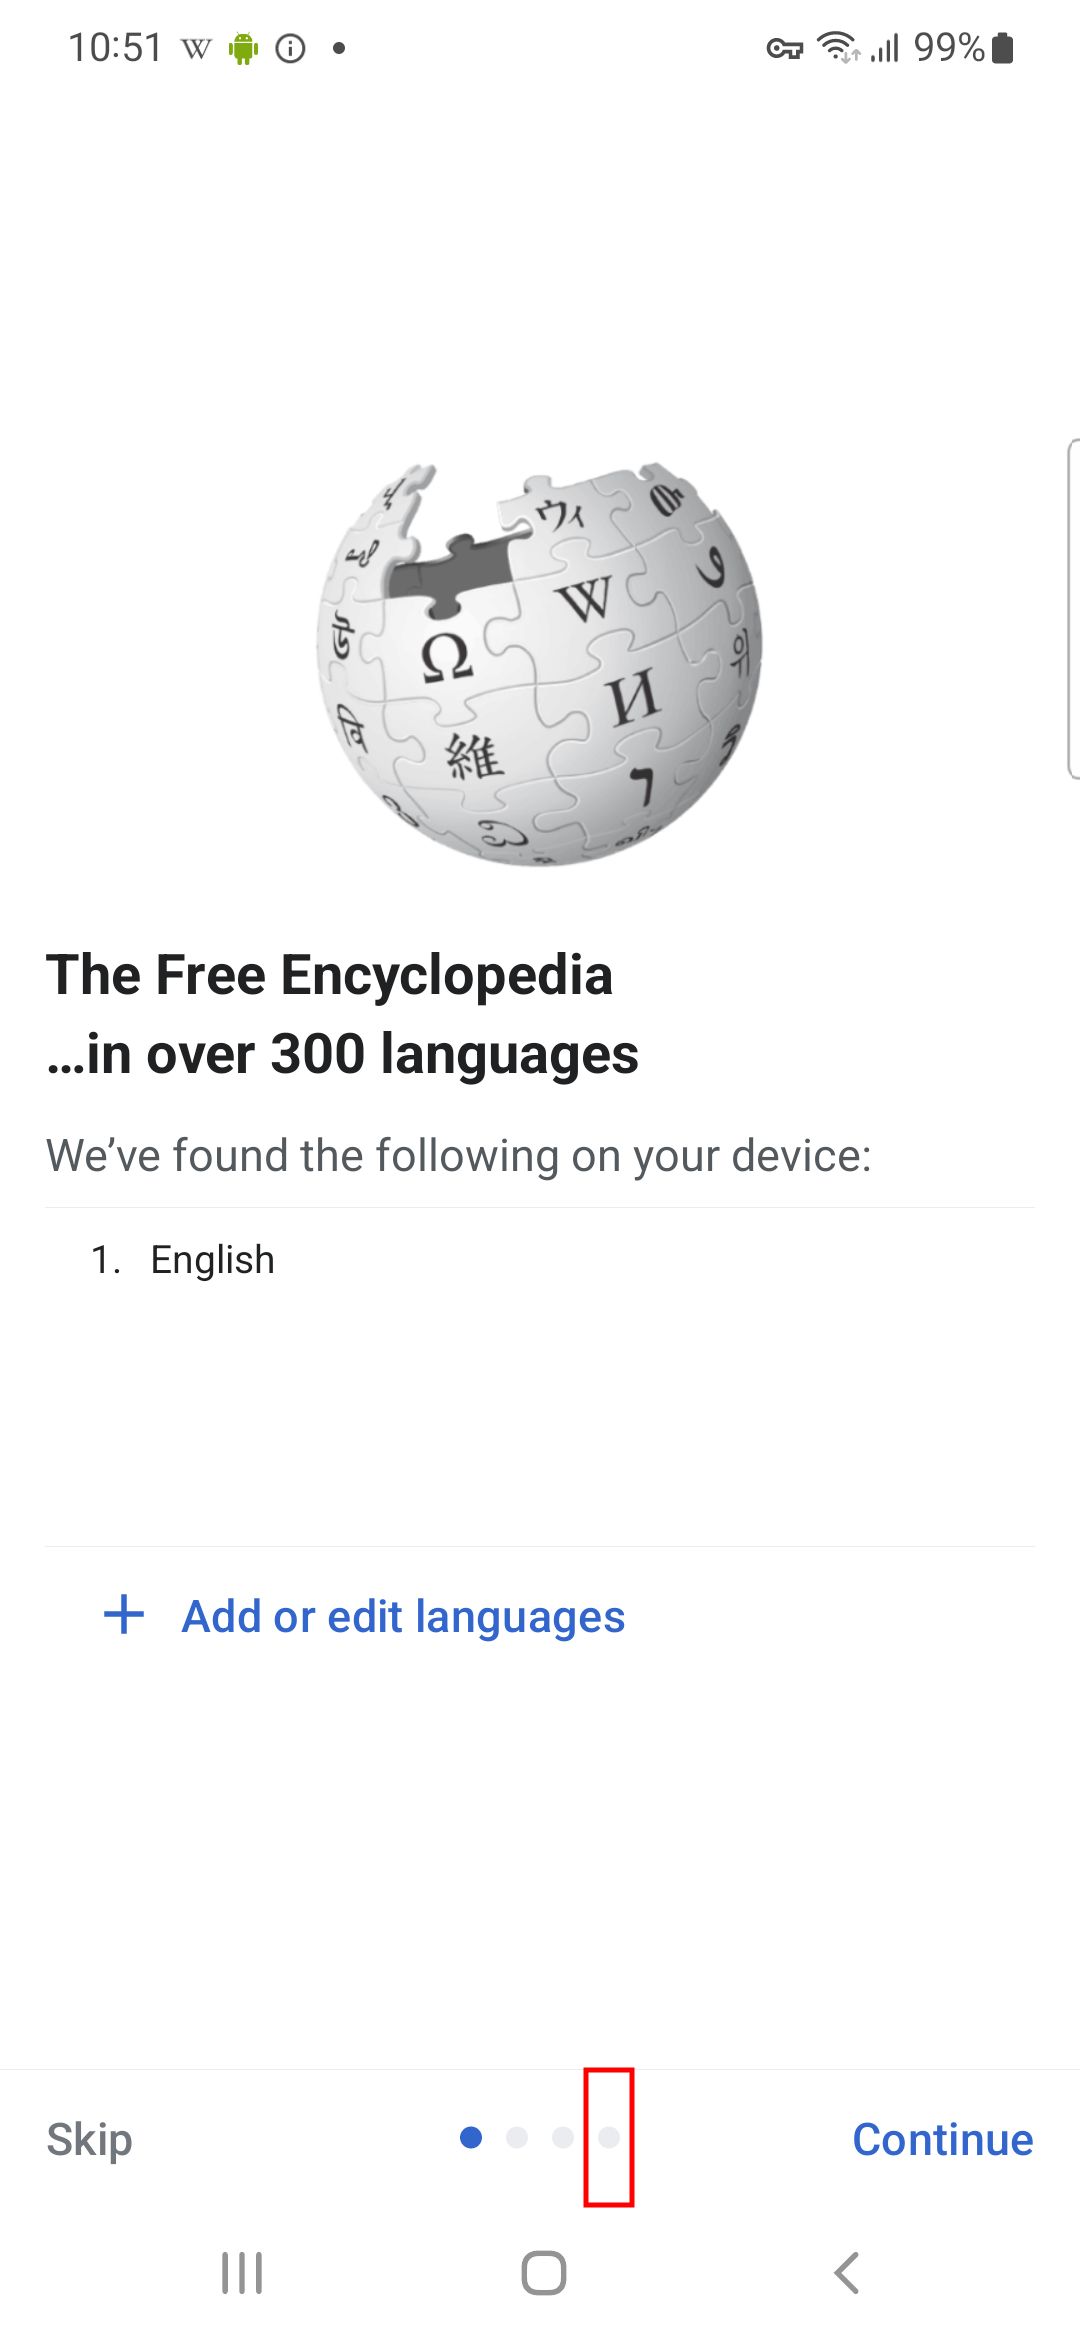 10:51 W 99%
ウィ
W
Ω
И
위
維
The Free Encyclopedia
...in over 300 languages
We’ve found the following on your device:
1. English
+ Add or edit languages
Skip
Continue